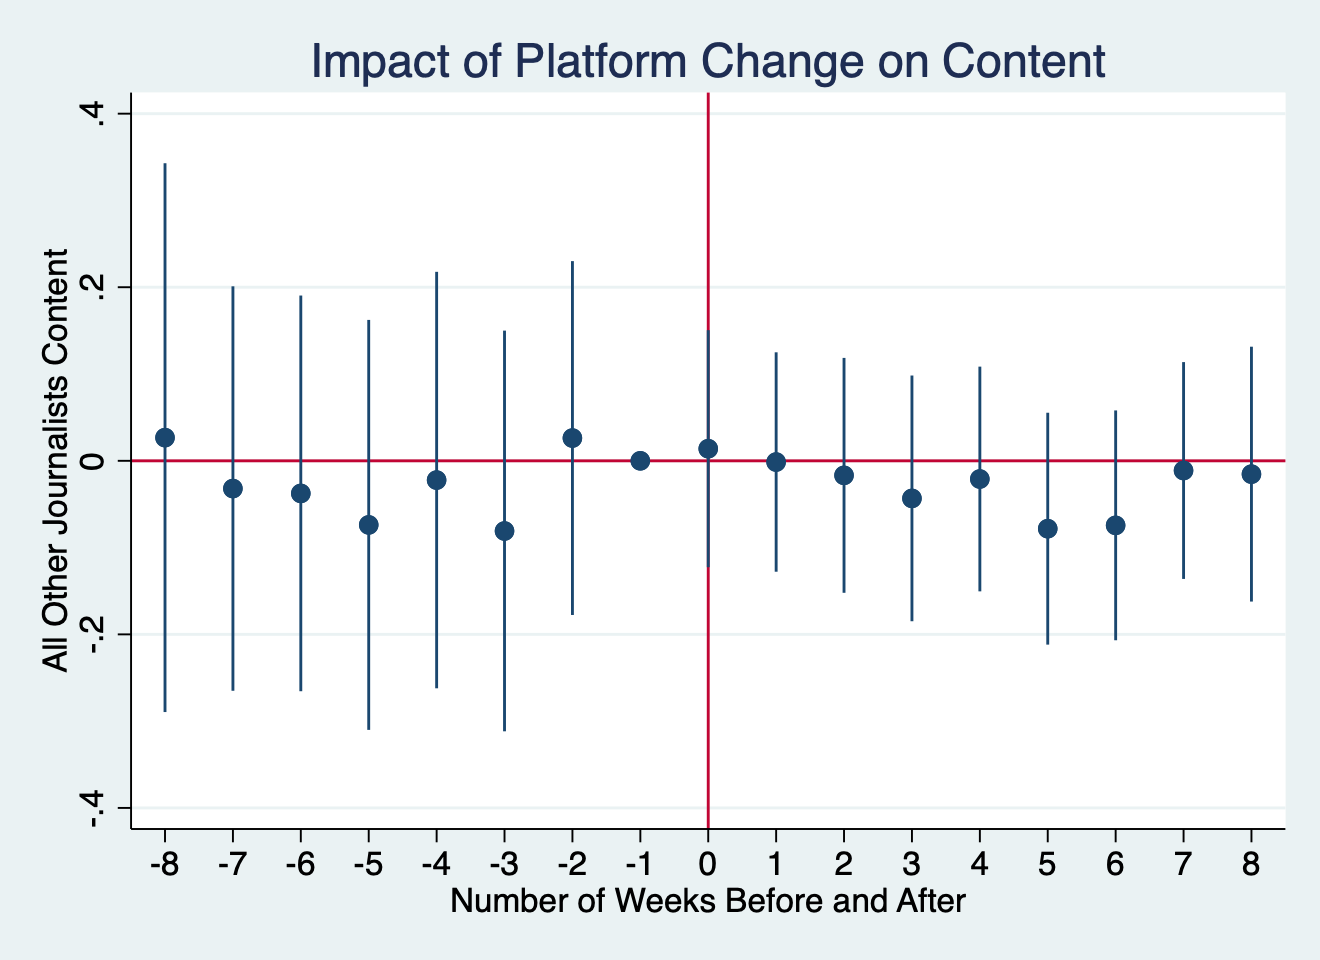 Impact of Platform Change on Content
All Other Journalists Content
.4
.2
0
-.2
-.4
-8 -7 -6 -5 -4 -3 -2 -1 0 1 2 3 4 5 6 7 8
Number of Weeks Before and After